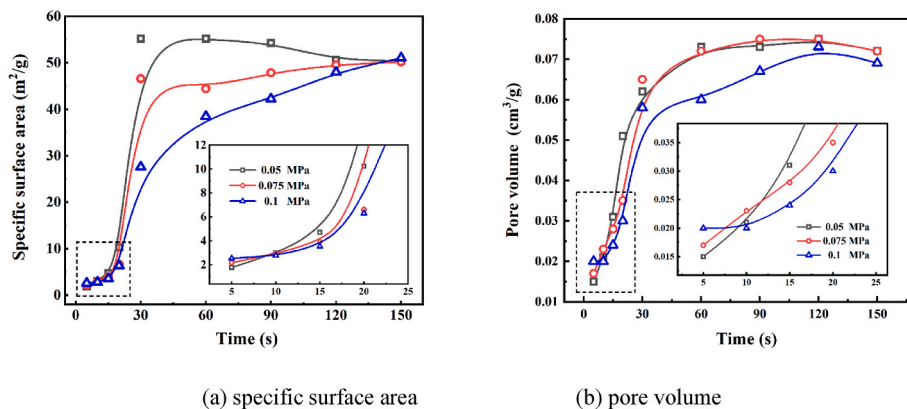 60
50
40
30
20
10
0
Specific surface area (m²/g)
0 30 60 90 120 150
Time (s)
12
10
8
6
4
2
5 10 15 20 25
0.05 MPa
0.075 MPa
0.1 MPa
(a) specific surface area
0.08
0.07
0.06
0.05
0.04
0.03
0.02
0.01
Pore volume (cm³/g)
0 30 60 90 120 150
Time (s)
0.035
0.030
0.025
0.020
0.015
5 10 15 20 25
0.05 MPa
0.075 MPa
0.1 MPa
(b) pore volume